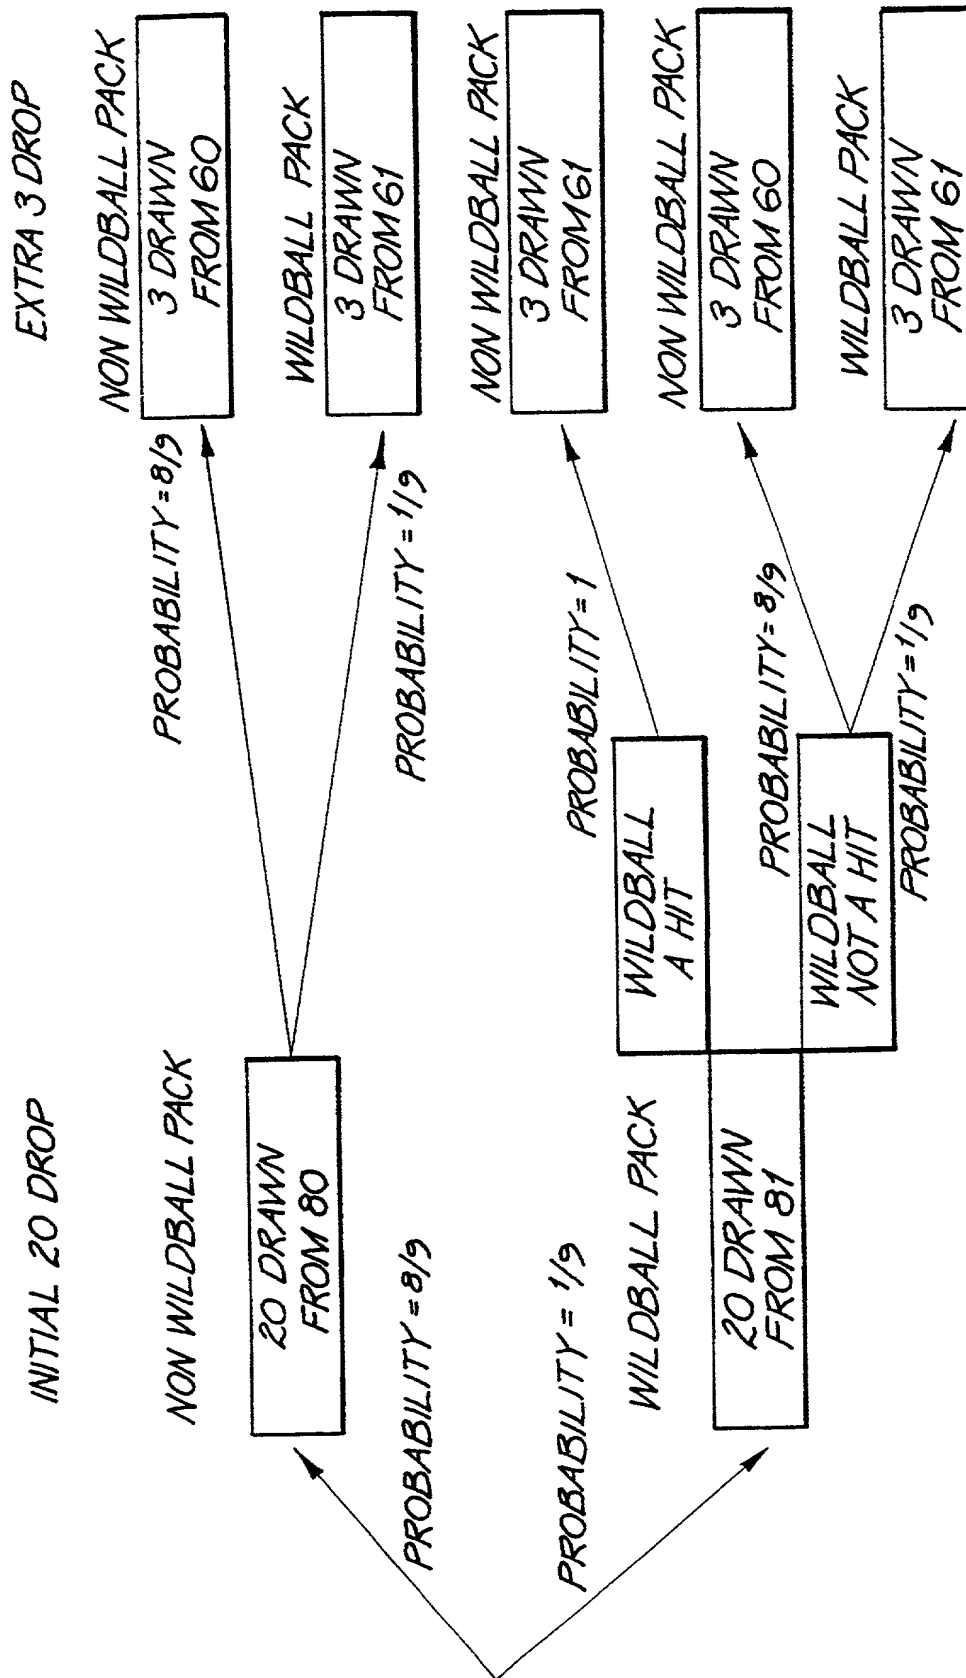 INITIAL 20 DROP
EXTRA 3 DROP
NON WILDBALL PACK
20 DRAWN
FROM 80
PROBABILITY = 8/9
PROBABILITY = 1/9
WILDBALL PACK
20 DRAWN
FROM 81
WILDBALL
A HIT
WILDBALL
NOT A HIT
PROBABILITY = 8/9
PROBABILITY = 1/9
PROBABILITY = 1
PROBABILITY = 8/9
PROBABILITY = 1/9
NON WILDBALL PACK
3 DRAWN
FROM 60
WILDBALL PACK
3 DRAWN
FROM 61
NON WILDBALL PACK
3 DRAWN
FROM 61
NON WILDBALL PACK
3 DRAWN
FROM 60
WILDBALL PACK
3 DRAWN
FROM 61